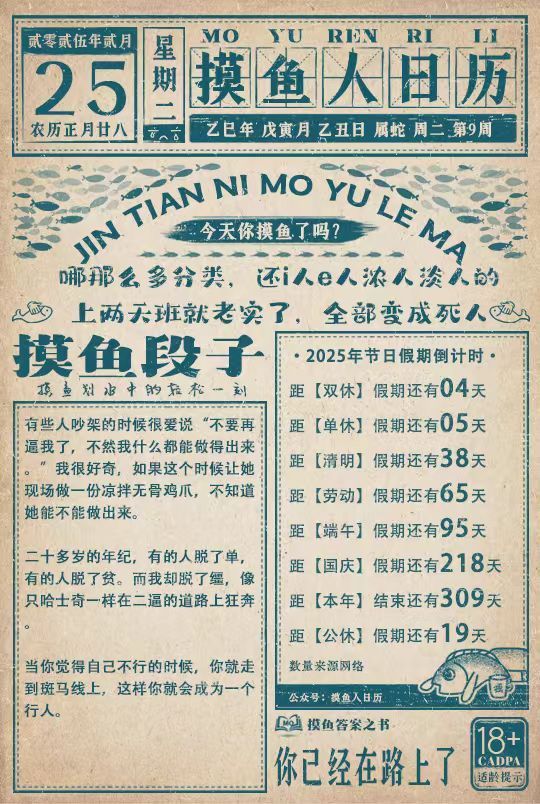 贰零贰伍年贰月
25
农历正月廿八
星期二
MO YU REN RI LI
摸鱼人日历
乙巳年 戊寅月 乙丑日 属蛇 周二 第9周
JIN TIAN NI MO YU LE MA
今天你摸鱼了吗?
哪那么多分类，还i人e人浓人淡人的
上两天班就老实了，全部变成死人
摸鱼段子
摸鱼划水中的轻松一刻
有些人吵架的时候很爱说“不要再
逼我了，不然我什么都能做得出来
。”我很好奇，如果这个时候让她
现场做一份凉拌无骨鸡爪，不知道
她能不能做出来。
二十多岁的年纪，有的人脱了单，
有的人脱了贫。而我却脱了缰，像
只哈士奇一样在二逼的道路上狂奔
。
当你觉得自己不行的时候，你就走
到斑马线上，这样你就会成为一个
行人。
·2025年节日假期倒计时·
距【双休】假期还有04天
距【单休】假期还有05天
距【清明】假期还有38天
距【劳动】假期还有65天
距【端午】假期还有95天
距【国庆】假期还有218天
距【本年】结束还有309天
距【公休】假期还有19天
数量来源网络
公众号：摸鱼人日历
摸鱼答案之书
你已经在路上了
18+
CADPA
适龄提示